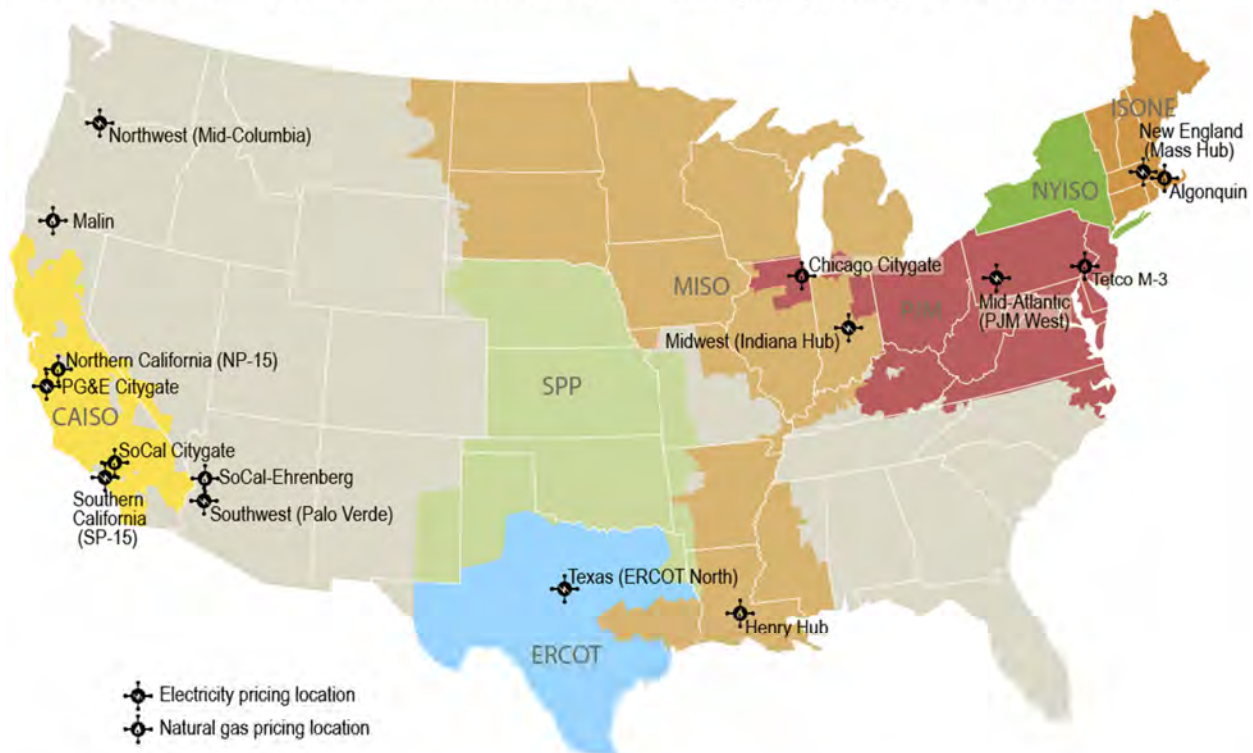 ISONE
New England
(Mass Hub)
Algonquin
NYISO
Northwest (Mid-Columbia)
Malin
Chicago Citygate
MISO
PJM
Tetco M-3
Mid-Atlantic
(PJM West)
Midwest (Indiana Hub)
Northern California (NP-15)
PG&E Citygate
CAISO
SPP
SoCal Citygate
SoCal-Ehrenberg
Southern
California
(SP-15)
Southwest (Palo Verde)
Texas (ERCOT North)
Henry Hub
ERCOT
Electricity pricing location
Natural gas pricing location